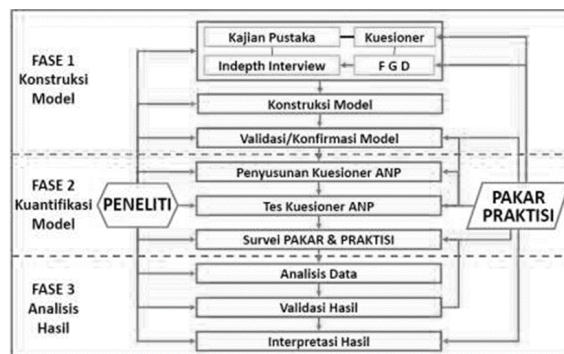 FASE 1
Konstruksi
Model
Kajian Pustaka
Kuesioner
Indepth Interview
F G D
Konstruksi Model
Validasi/Konfirmasi Model
FASE 2
Kuantifikasi
Model
PENELITI
Penyusunan Kuesioner ANP
Tes Kuesioner ANP
Survei PAKAR & PRAKTISI
PAKAR
PRAKTISI
FASE 3
Analisis
Hasil
Analisis Data
Validasi Hasil
Interpretasi Hasil